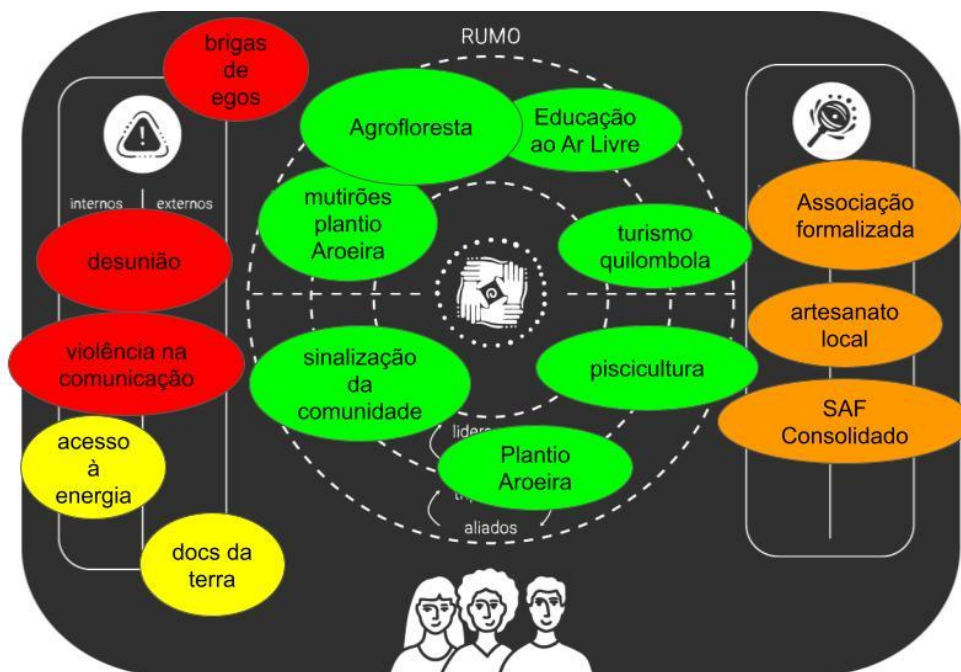 RUMO
brigas
de
egos
Agrofloresta
Educação
ao Ar Livre
mutirões
plantio
Aroeira
internos
externos
desunião
turismo
quilombola
Associação
formalizada
violência na
comunicação
sinalização
da
comunidade
piscicultura
artesanato
local
SAF
Consolidado
acesso
à
energia
Plantio
Aroeira
aliados
docs da
terra